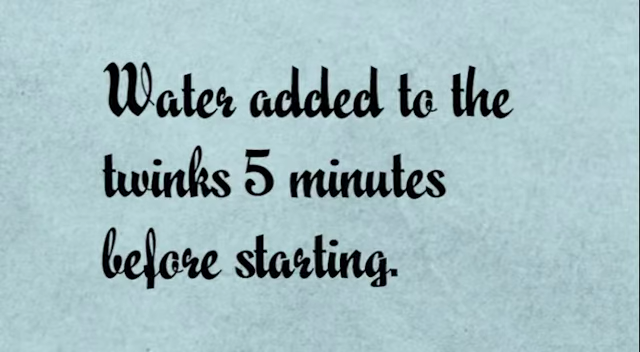 Water added to the
twinks 5 minutes
before starting.